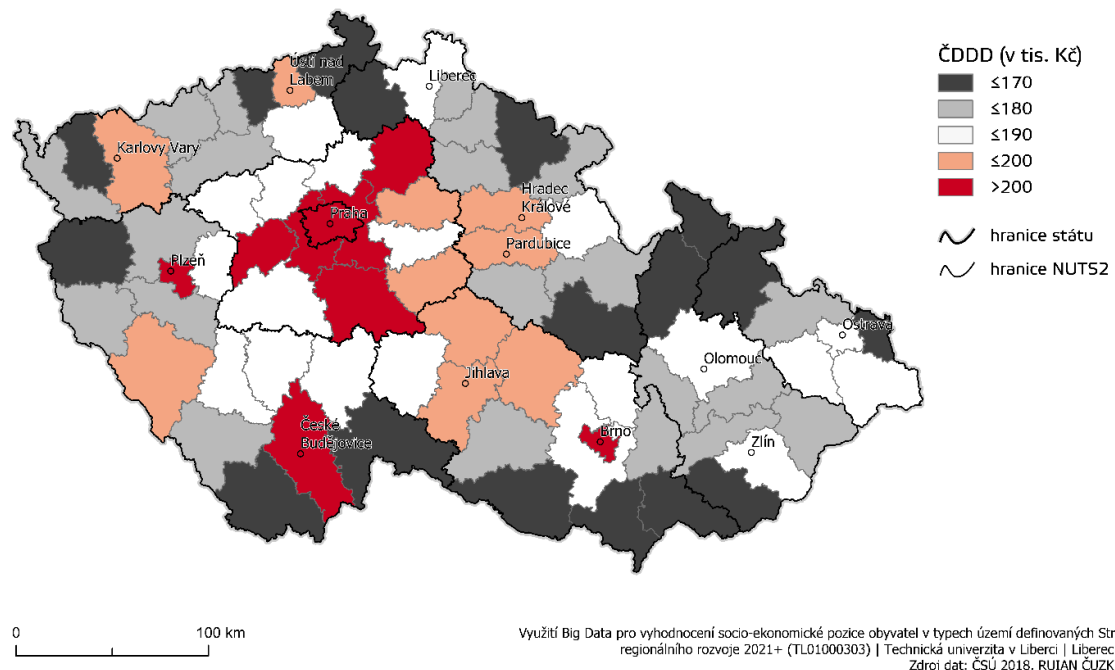 Ústí nad
Labem
Liberec
Karlovy Vary
Praha
Hradec
Králové
Pardubice
Plzeň
Ostrava
Olomouc
Jihlava
České
Budějovice
Brno
Zlín
ČDDD (v tis. Kč)
≤170
≤180
≤190
≤200
>200
hranice státu
hranice NUTS2
0 100 km
Využití Big Data pro vyhodnocení socio-ekonomické pozice obyvatel v typech území definovaných Str
regionálního rozvoje 2021+ (TL01000303) | Technická univerzita v Liberci | Liberec
Zdroj dat: ČSÚ 2018, RUIAN ČÚZK